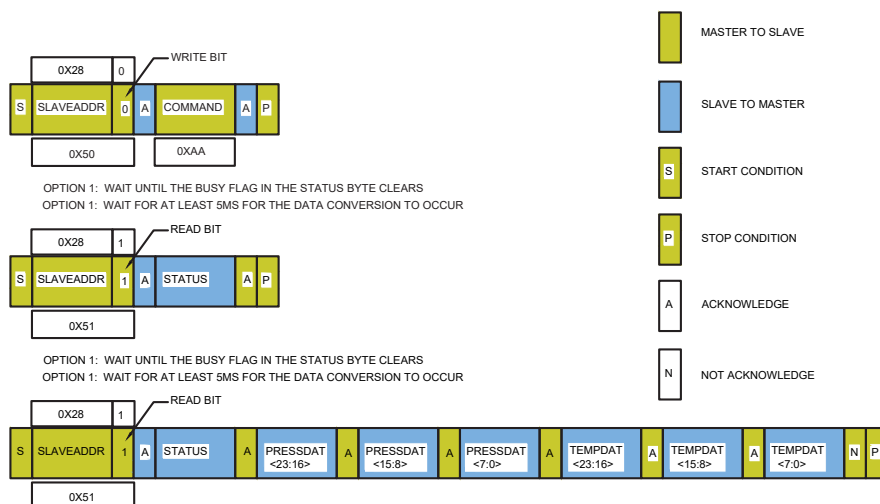 WRITE BIT
0X28 0
S SLAVEADDR 0 A COMMAND A P
0X50 0XAA
OPTION 1: WAIT UNTIL THE BUSY FLAG IN THE STATUS BYTE CLEARS
OPTION 1: WAIT FOR AT LEAST 5MS FOR THE DATA CONVERSION TO OCCUR
READ BIT
0X28 1
S SLAVEADDR 1 A STATUS A P
0X51
OPTION 1: WAIT UNTIL THE BUSY FLAG IN THE STATUS BYTE CLEARS
OPTION 1: WAIT FOR AT LEAST 5MS FOR THE DATA CONVERSION TO OCCUR
READ BIT
0X28 1
S SLAVEADDR 1 A STATUS A PRESSDAT <23:16> A PRESSDAT <15:8> A PRESSDAT <7:0> A TEMPDAT <23:16> A TEMPDAT <15:8> A TEMPDAT <7:0> N P
0X51
MASTER TO SLAVE
SLAVE TO MASTER
S START CONDITION
P STOP CONDITION
A ACKNOWLEDGE
N NOT ACKNOWLEDGE